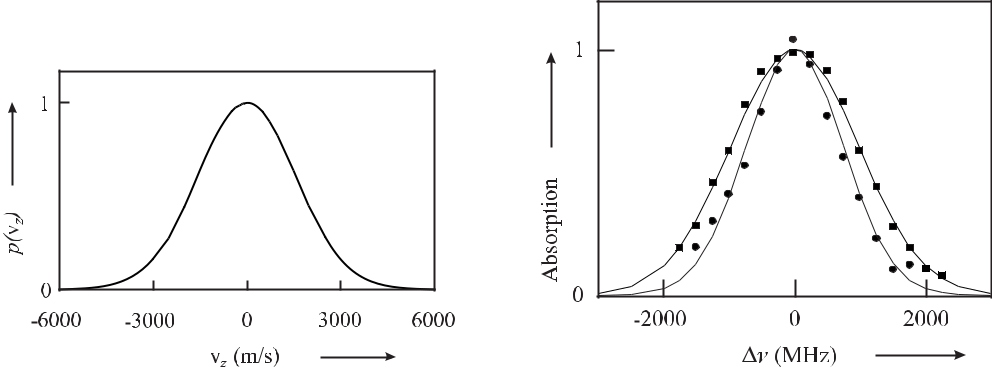 1
p(v_z)
0
-6000 -3000 0 3000 6000
v_z (m/s)
1
Absorption
0
-2000 0 2000
Δν (MHz)